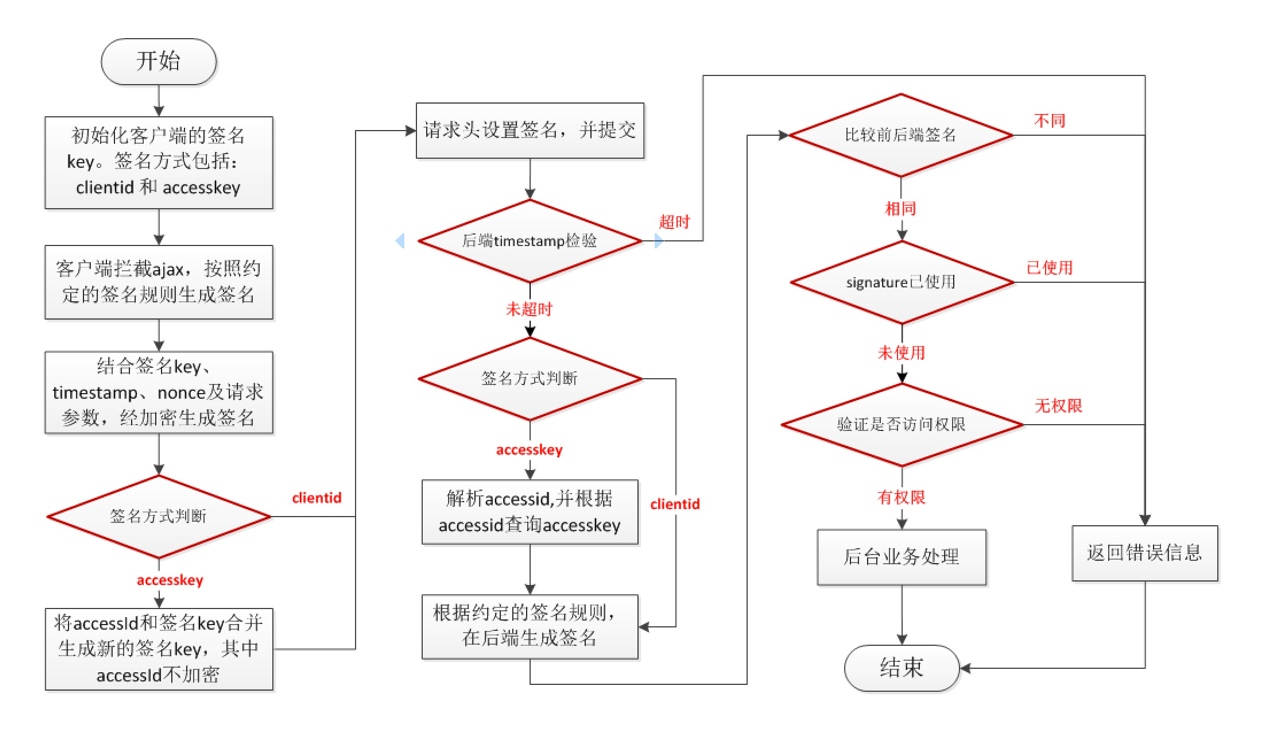 开始
初始化客户端的签名
key。签名方式包括：
clientid 和 accesskey
客户端拦截ajax，按照约
定的签名规则生成签名
结合签名key、
timestamp、nonce及请求
参数，经加密生成签名
签名方式判断
clientid
accesskey
将accessId和签名key合并
生成新的签名key，其中
accessId不加密
请求头设置签名，并提交
后端timestamp检验
超时
未超时
签名方式判断
accesskey
clientid
解析accessid,并根据
accessid查询accesskey
根据约定的签名规则，
在后端生成签名
比较前后端签名
不同
相同
signature已使用
已使用
未使用
验证是否访问权限
无权限
有权限
后台业务处理
返回错误信息
结束